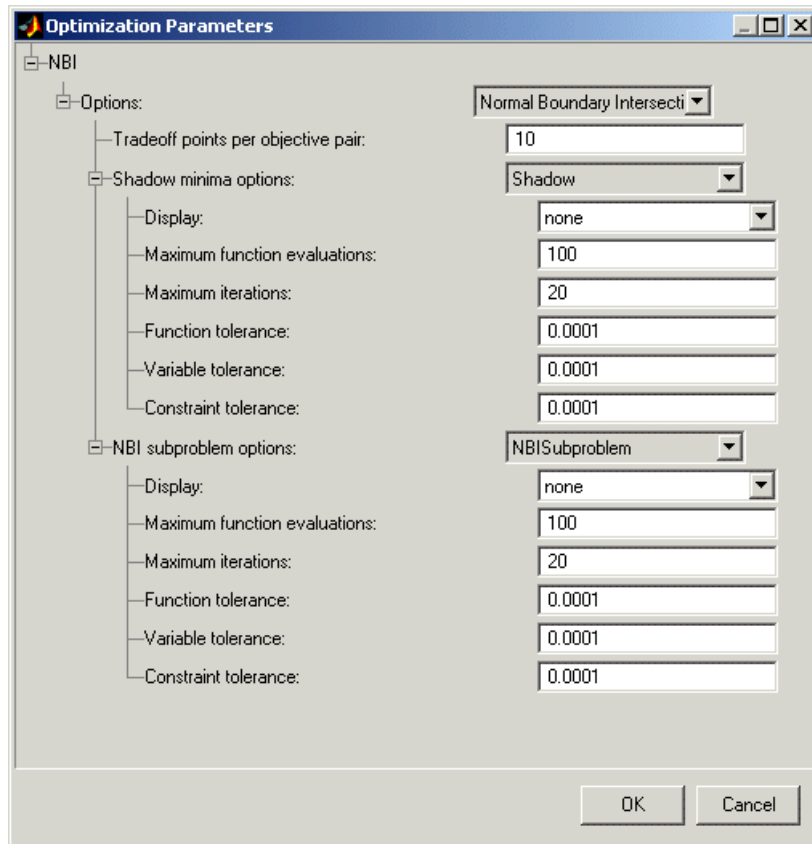 Optimization Parameters
NBI
Options: Normal Boundary Intersecti
Tradeoff points per objective pair: 10
Shadow minima options: Shadow
Display: none
Maximum function evaluations: 100
Maximum iterations: 20
Function tolerance: 0.0001
Variable tolerance: 0.0001
Constraint tolerance: 0.0001
NBI subproblem options: NBISubproblem
Display: none
Maximum function evaluations: 100
Maximum iterations: 20
Function tolerance: 0.0001
Variable tolerance: 0.0001
Constraint tolerance: 0.0001
OK Cancel